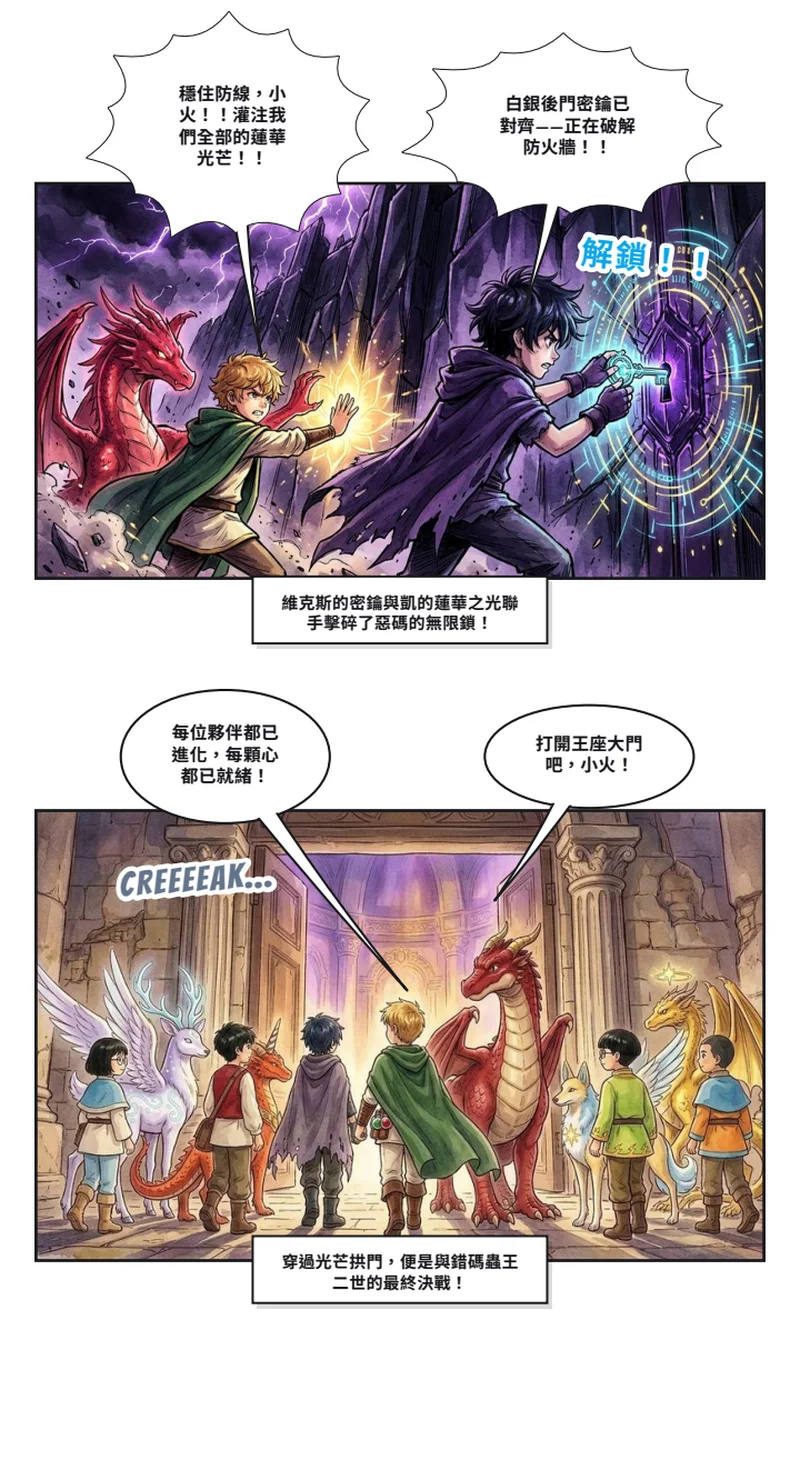 穩住防線，小
火！！灌注我
們全部的蓮華
光芒！！
白銀後門密鑰已
對齊——正在破解
防火牆！！
解鎖！！
維克斯的密鑰與凱的蓮華之光聯
手擊碎了惡碼的無限鎖！
每位夥伴都已
進化，每顆心
都已就緒！
打開王座大門
吧，小火！
CREEEEAK...
穿過光芒拱門，便是與錯碼蟲王
二世的最終決戰！